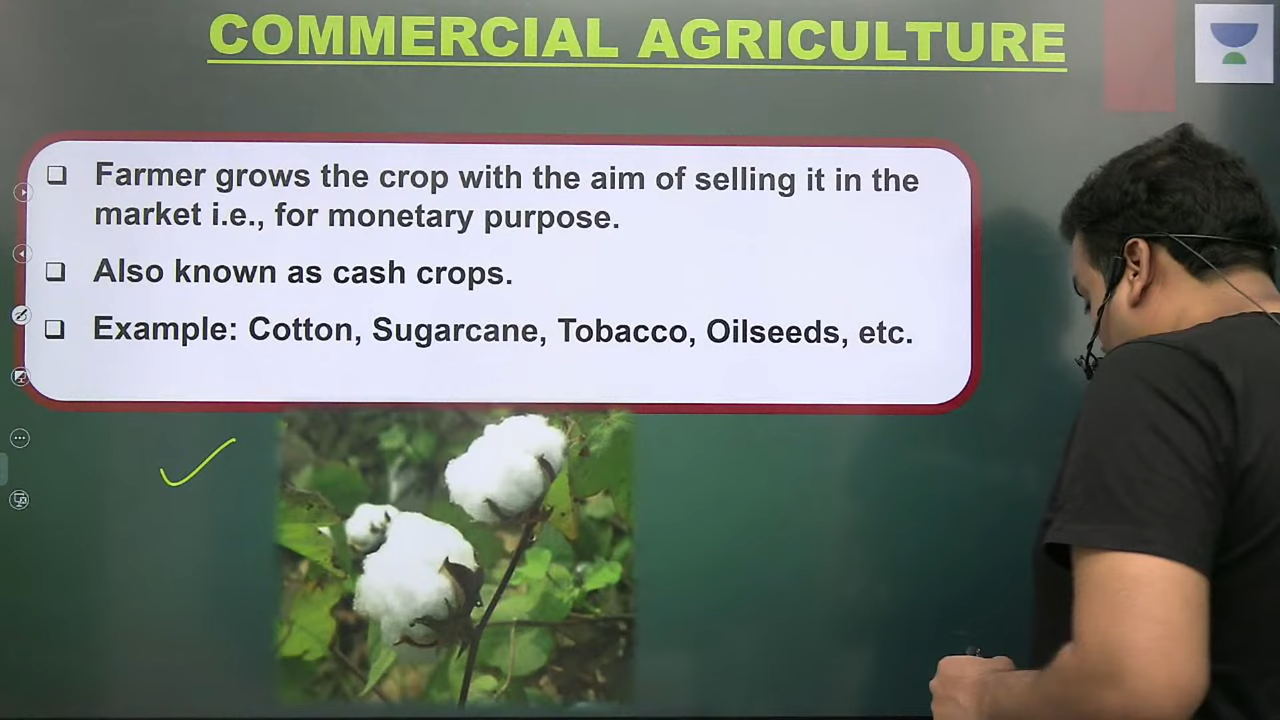 COMMERCIAL AGRICULTURE
Farmer grows the crop with the aim of selling it in the
market i.e., for monetary purpose.
Also known as cash crops.
Example: Cotton, Sugarcane, Tobacco, Oilseeds, etc.